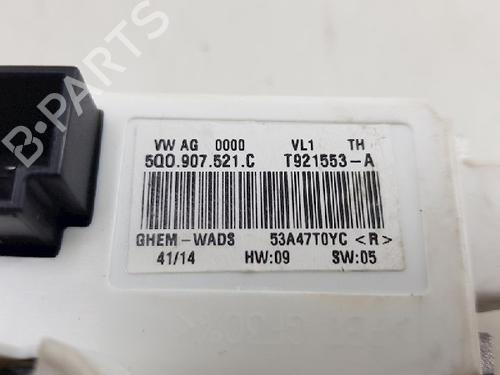 B-PARTS
VW AG 0000 VL1 TH
5Q0.907.521.C T921553-A
GHEM-WADS 53A47T0YC <R>
41/14 HW:09 SW:05